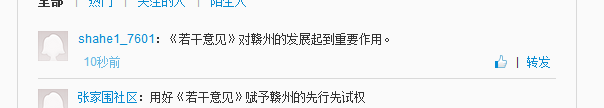 全部 | 热门 | 关注的人 | 陌生人
shahe1_7601：《若干意见》对赣州的发展起到重要作用。
10秒前
| 转发
张家围社区：用好《若干意见》赋予赣州的先行先试权